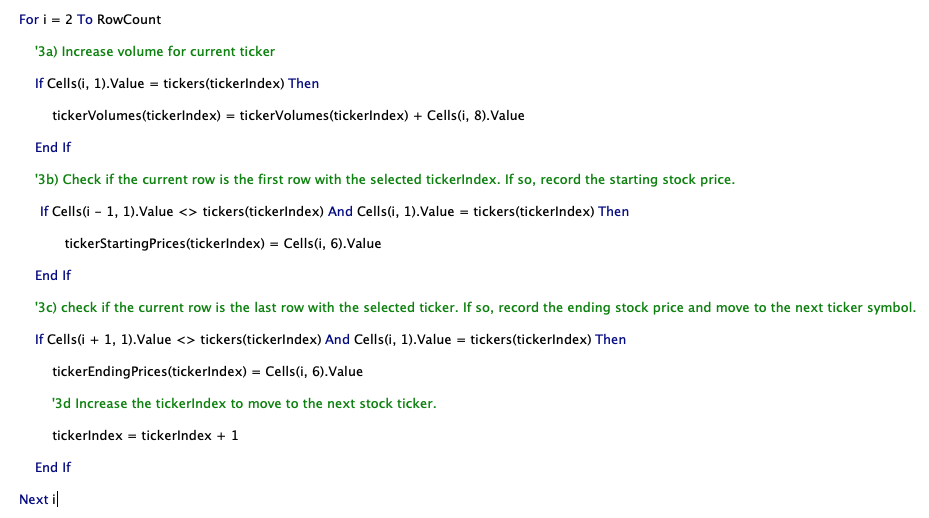 For i = 2 To RowCount
'3a) Increase volume for current ticker
If Cells(i, 1).Value = tickers(tickerIndex) Then
tickerVolumes(tickerIndex) = tickerVolumes(tickerIndex) + Cells(i, 8).Value
End If
'3b) Check if the current row is the first row with the selected tickerIndex. If so, record the starting stock price.
If Cells(i - 1, 1).Value <> tickers(tickerIndex) And Cells(i, 1).Value = tickers(tickerIndex) Then
tickerStartingPrices(tickerIndex) = Cells(i, 6).Value
End If
'3c) check if the current row is the last row with the selected ticker. If so, record the ending stock price and move to the next ticker symbol.
If Cells(i + 1, 1).Value <> tickers(tickerIndex) And Cells(i, 1).Value = tickers(tickerIndex) Then
tickerEndingPrices(tickerIndex) = Cells(i, 6).Value
'3d Increase the tickerIndex to move to the next stock ticker.
tickerIndex = tickerIndex + 1
End If
Next i